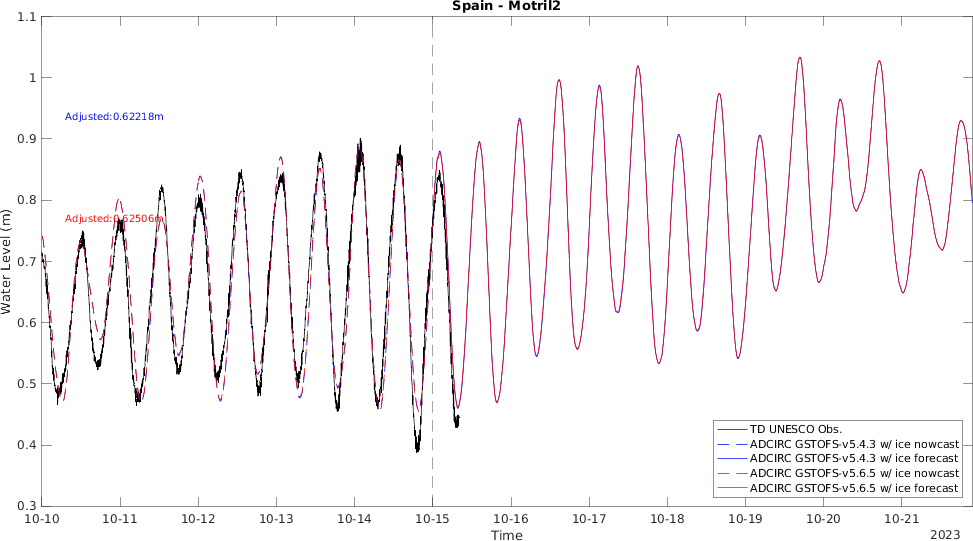 Spain - Motril2
1.1
1
0.9
0.8
0.7
0.6
0.5
0.4
0.3
Water Level (m)
Adjusted:0.62218m
Adjusted:0.62506m
TD UNESCO Obs.
ADCIRC GSTOFS-v5.4.3 w/ ice nowcast
ADCIRC GSTOFS-v5.4.3 w/ ice forecast
ADCIRC GSTOFS-v5.6.5 w/ ice nowcast
ADCIRC GSTOFS-v5.6.5 w/ ice forecast
10-10 10-11 10-12 10-13 10-14 10-15 10-16 10-17 10-18 10-19 10-20 10-21
Time
2023